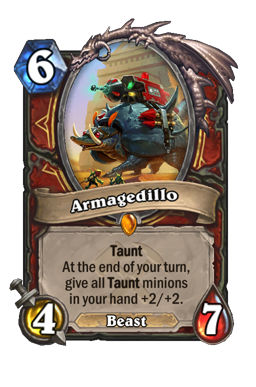 6
Armagedillo
Taunt
At the end of your turn,
give all Taunt minions
in your hand +2/+2.
4
Beast
7